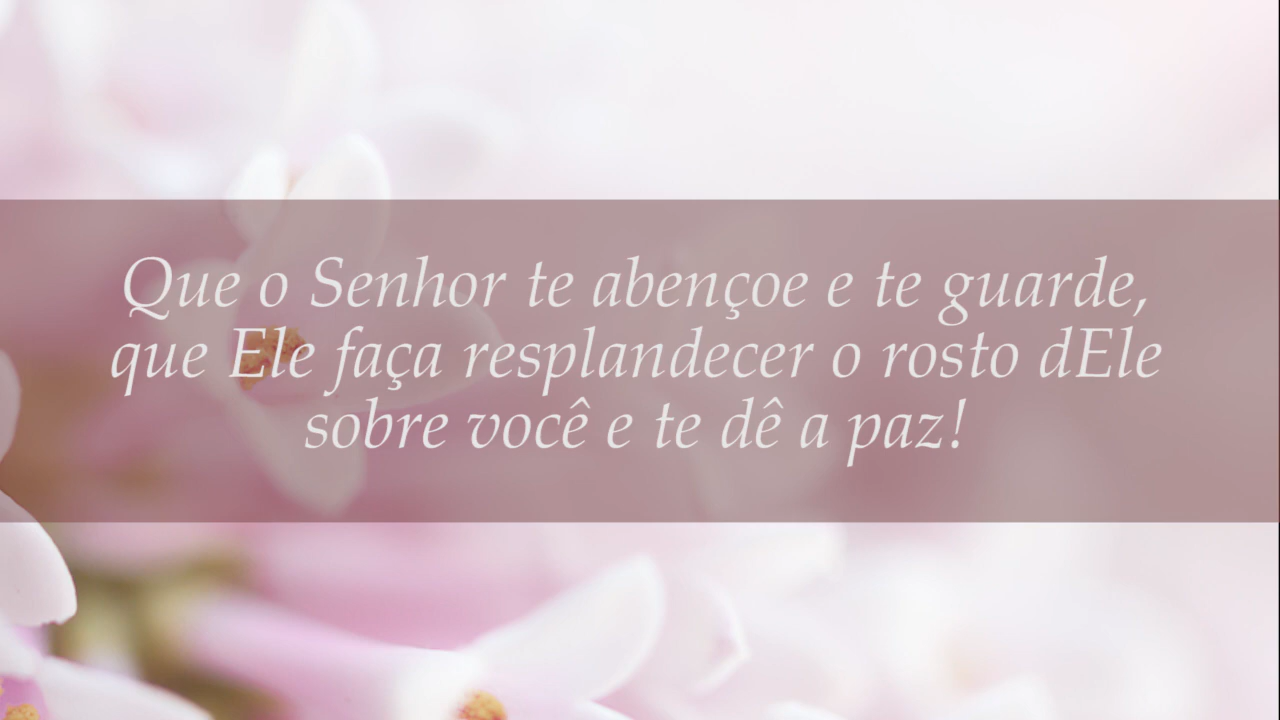 Que o Senhor te abençoe e te guarde,
que Ele faça resplandecer o rosto dEle
sobre você e te dê a paz!